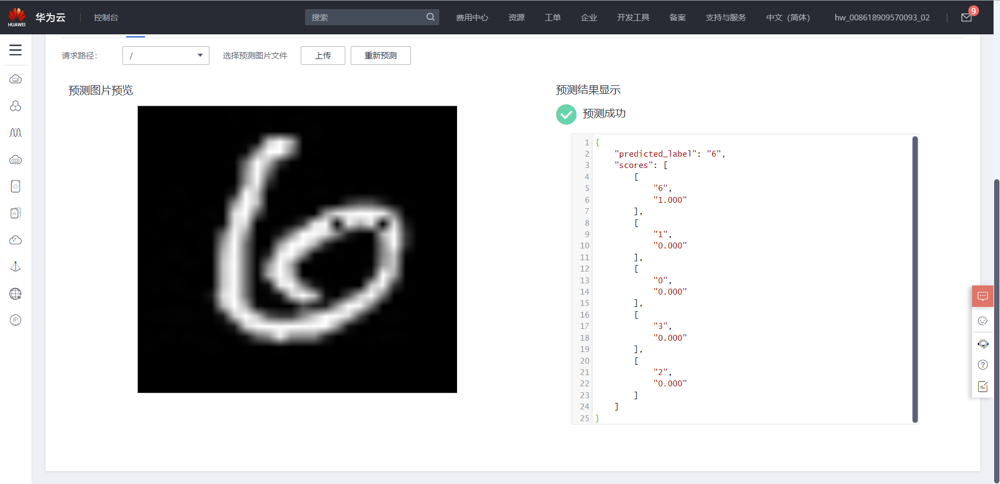 HUAWEI
华为云
控制台
搜索
费用中心
资源
工单
企业
开发工具
备案
支持与服务
中文（简体）
hw_008618909570093_02
9
请求路径：
/
选择预测图片文件
上传
重新预测
预测图片预览
6
预测结果显示
预测成功
1 {
2 "predicted_label": "6",
3 "scores": [
4 [
5 "6",
6 "1.000"
7 ],
8 [
9 "1",
10 "0.000"
11 ],
12 [
13 "0",
14 "0.000"
15 ],
16 [
17 "3",
18 "0.000"
19 ],
20 [
21 "2",
22 "0.000"
23 ]
24 ]
25 }
W
IP